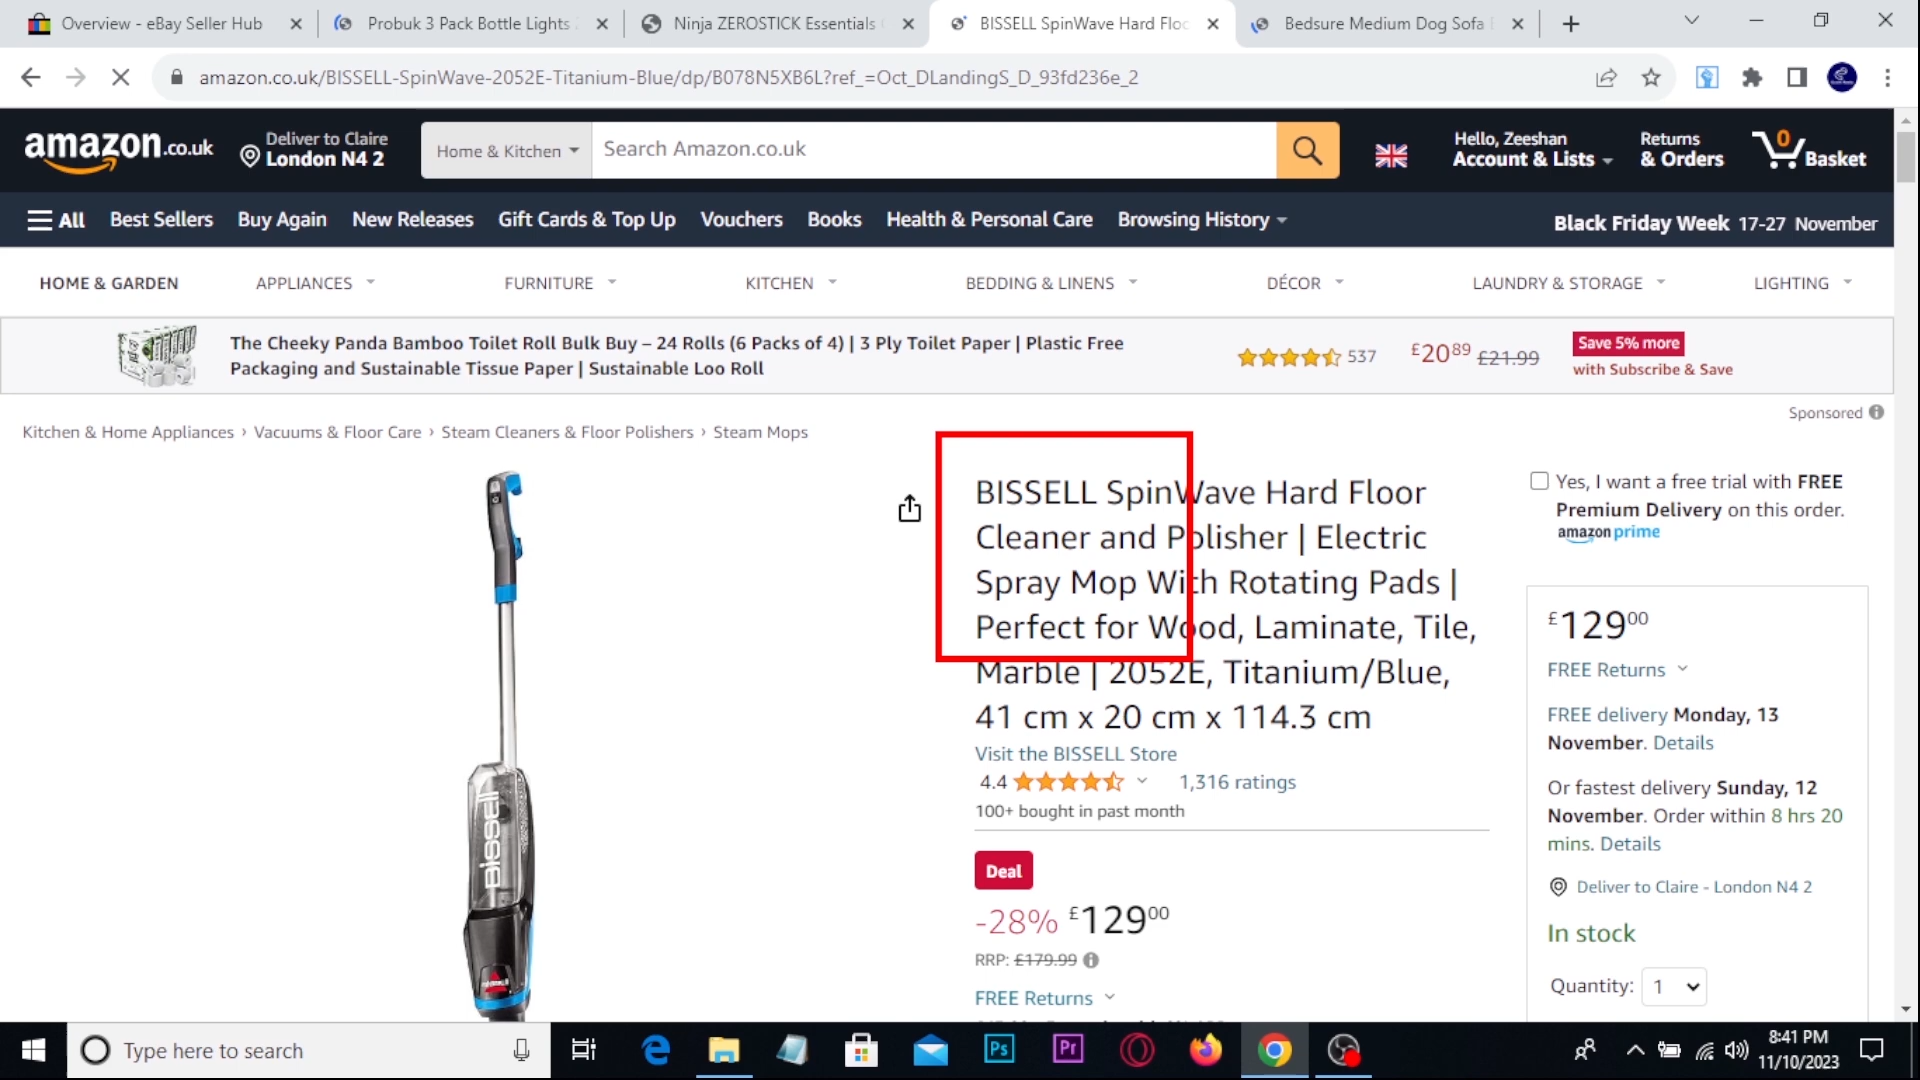 Overview - eBay Seller Hub
Probuk 3 Pack Bottle Lights
Ninja ZEROSTICK Essentials
BISSELL SpinWave Hard Floo
Bedsure Medium Dog Sofa
amazon.co.uk/BISSELL-SpinWave-2052E-Titanium-Blue/dp/B078N5XB6L?ref_=Oct_DLandingS_D_93fd236e_2
amazon.co.uk
Deliver to Claire
London N4 2
Home & Kitchen
Search Amazon.co.uk
Hello, Zeeshan
Account & Lists
Returns
& Orders
0
Basket
All Best Sellers Buy Again New Releases Gift Cards & Top Up Vouchers Books Health & Personal Care Browsing History
Black Friday Week 17-27 November
HOME & GARDEN APPLIANCES FURNITURE KITCHEN BEDDING & LINENS DÉCOR LAUNDRY & STORAGE LIGHTING
The Cheeky Panda Bamboo Toilet Roll Bulk Buy – 24 Rolls (6 Packs of 4) | 3 Ply Toilet Paper | Plastic Free
Packaging and Sustainable Tissue Paper | Sustainable Loo Roll
537
£2089 £21.99
Save 5% more
with Subscribe & Save
Sponsored
Kitchen & Home Appliances › Vacuums & Floor Care › Steam Cleaners & Floor Polishers › Steam Mops
BISSELL
BISSELL SpinWave Hard Floor
Cleaner and Polisher | Electric
Spray Mop With Rotating Pads |
Perfect for Wood, Laminate, Tile,
Marble | 2052E, Titanium/Blue,
41 cm x 20 cm x 114.3 cm
Visit the BISSELL Store
4.4 1,316 ratings
100+ bought in past month
Deal
-28% £12900
RRP: £179.99
FREE Returns
Yes, I want a free trial with FREE
Premium Delivery on this order.
amazon prime
£12900
FREE Returns
FREE delivery Monday, 13
November. Details
Or fastest delivery Sunday, 12
November. Order within 8 hrs 20
mins. Details
Deliver to Claire - London N4 2
In stock
Quantity: 1
Type here to search
Ps
Pr
8:41 PM
11/10/2023